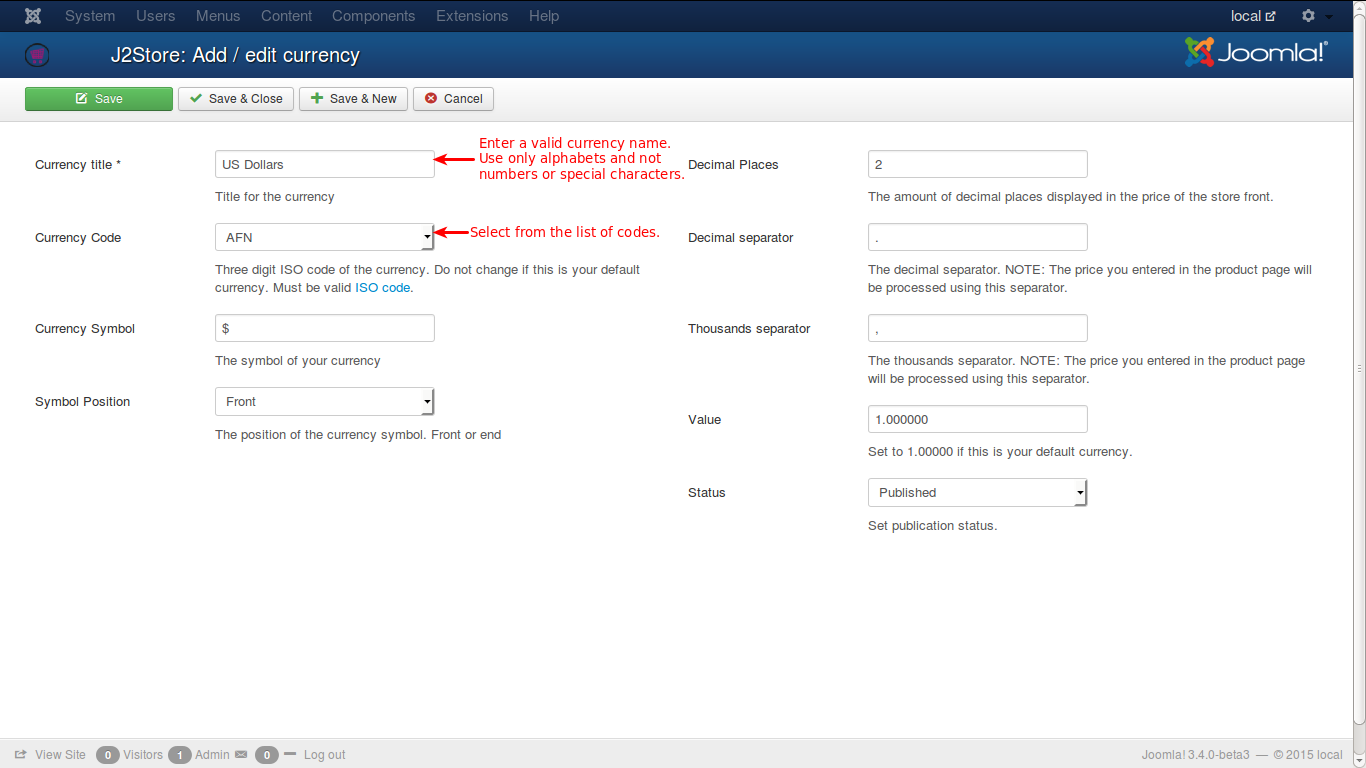 System Users Menus Content Components Extensions Help local
J2Store: Add / edit currency
Joomla!®
Save Save & Close Save & New Cancel
Currency title * US Dollars
Title for the currency
Enter a valid currency name.
Use only alphabets and not
numbers or special characters.
Currency Code AFN
Select from the list of codes.
Three digit ISO code of the currency. Do not change if this is your default
currency. Must be valid ISO code.
Currency Symbol $
The symbol of your currency
Symbol Position Front
The position of the currency symbol. Front or end
Decimal Places 2
The amount of decimal places displayed in the price of the store front.
Decimal separator .
The decimal separator. NOTE: The price you entered in the product page will
be processed using this separator.
Thousands separator ,
The thousands separator. NOTE: The price you entered in the product page
will be processed using this separator.
Value 1.000000
Set to 1.00000 if this is your default currency.
Status Published
Set publication status.
View Site 0 Visitors 1 Admin 0 Log out
Joomla! 3.4.0-beta3 — © 2015 local